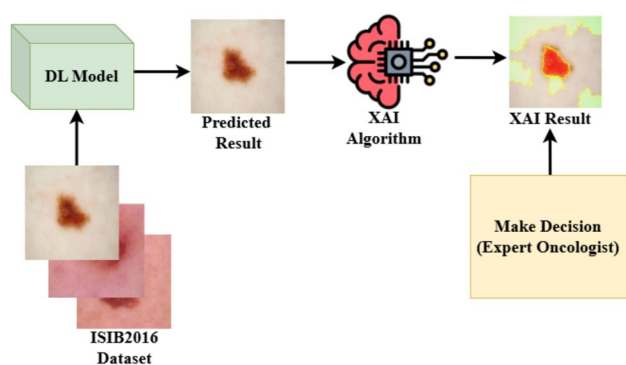 DL Model
Predicted
Result
XAI
Algorithm
XAI Result
Make Decision
(Expert Oncologist)
ISIB2016
Dataset